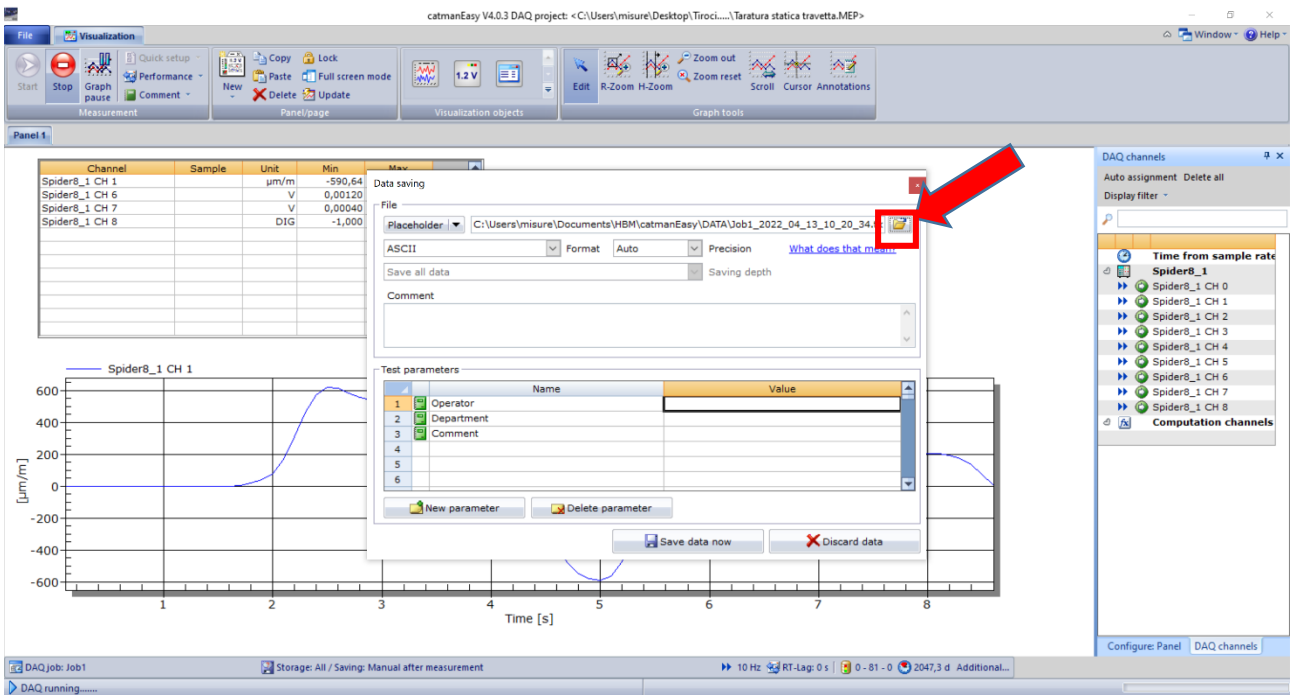 catmanEasy V4.0.3 DAQ project: <C:\Users\misure\Desktop\Tiroci.....\Taratura statica travetta.MEP>
File Visualization Window Help
Start Stop Graph pause Quick setup Performance Comment
Measurement
New Copy Paste Delete Lock Full screen mode Update
Panel/page
1.2 V
Visualization objects
Edit R-Zoom H-Zoom Zoom out Zoom reset Scroll Cursor Annotations
Graph tools
Panel 1
Channel Sample Unit Min Max
Spider8_1 CH 1 µm/m -590,64
Spider8_1 CH 6 V 0,00120
Spider8_1 CH 7 V 0,00040
Spider8_1 CH 8 DIG -1,000
Data saving
File
Placeholder C:\Users\misure\Documents\HBM\catmanEasy\DATA\Job1_2022_04_13_10_20_34.
ASCII Format Auto Precision What does that mean?
Save all data Saving depth
Comment
Test parameters
Name Value
1 Operator
2 Department
3 Comment
4
5
6
New parameter Delete parameter
Save data now Discard data
Spider8_1 CH 1
600
400
200
0
-200
-400
-600
[µm/m]
1 2 3 4 5 6 7 8
Time [s]
DAQ channels
Auto assignment Delete all
Display filter
Time from sample rate
Spider8_1
Spider8_1 CH 0
Spider8_1 CH 1
Spider8_1 CH 2
Spider8_1 CH 3
Spider8_1 CH 4
Spider8_1 CH 5
Spider8_1 CH 6
Spider8_1 CH 7
Spider8_1 CH 8
fx Computation channels
Configure: Panel DAQ channels
DAQ job: Job1 Storage: All / Saving: Manual after measurement 10 Hz RT-Lag: 0 s 0 - 81 - 0 2047,3 d Additional...
DAQ running.......